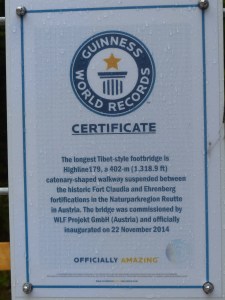 GUINNESS
WORLD RECORDS
CERTIFICATE
The longest Tibet-style footbridge is
Highline179, a 402-m (1,318.9 ft)
catenary-shaped walkway suspended between
the historic Fort Claudia and Ehrenberg
fortifications in the Naturparkregion Reutte
in Austria. The bridge was commissioned by
WLF Projekt GmbH (Austria) and officially
inaugurated on 22 November 2014
OFFICIALLY AMAZING